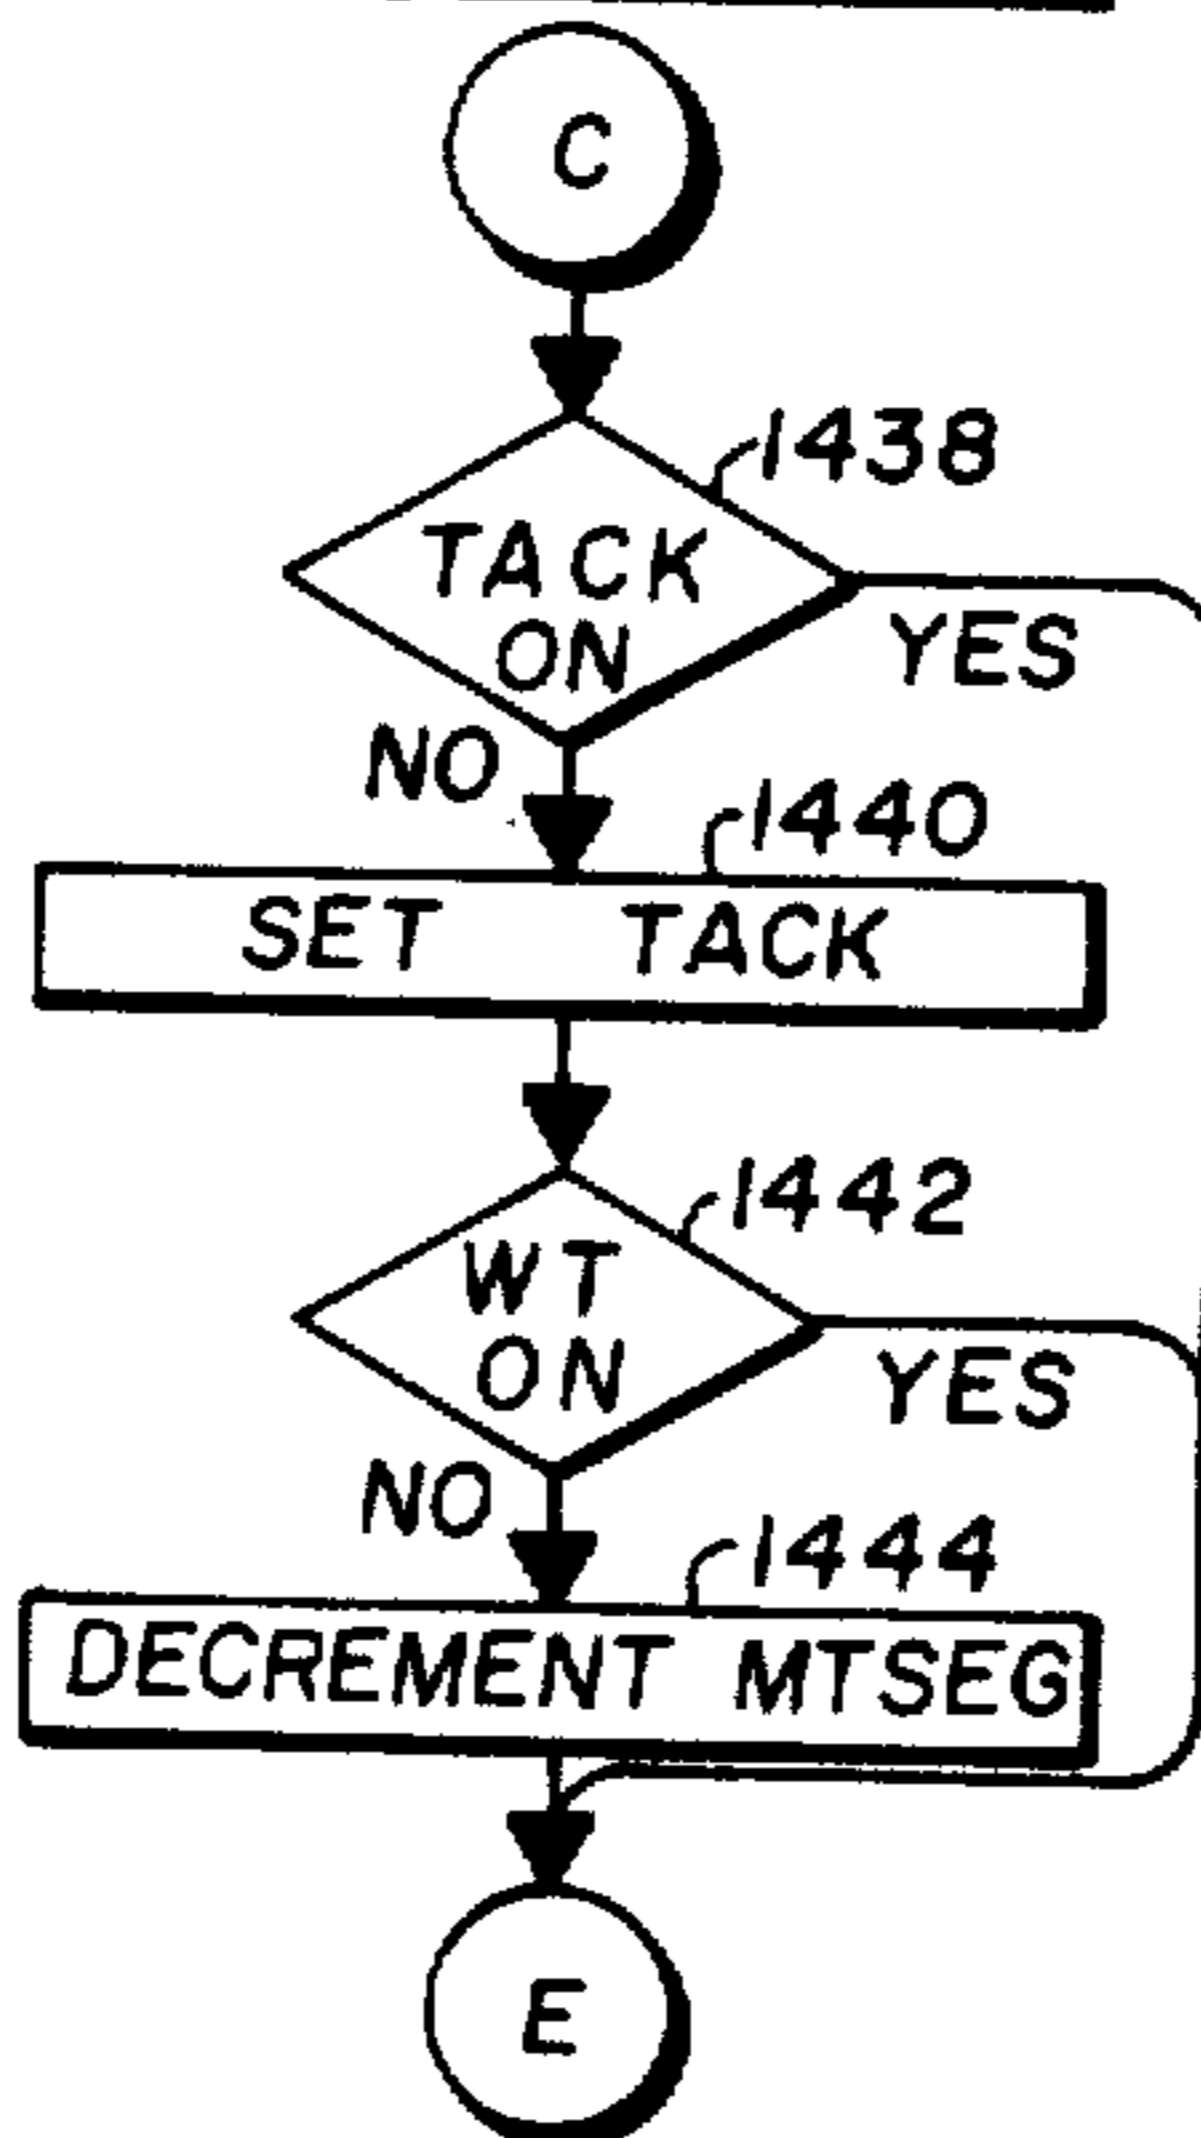 C
1438
TACK
ON
YES
NO
1440
SET TACK
1442
WT
ON
YES
NO
1444
DECREMENT MTSEG
E